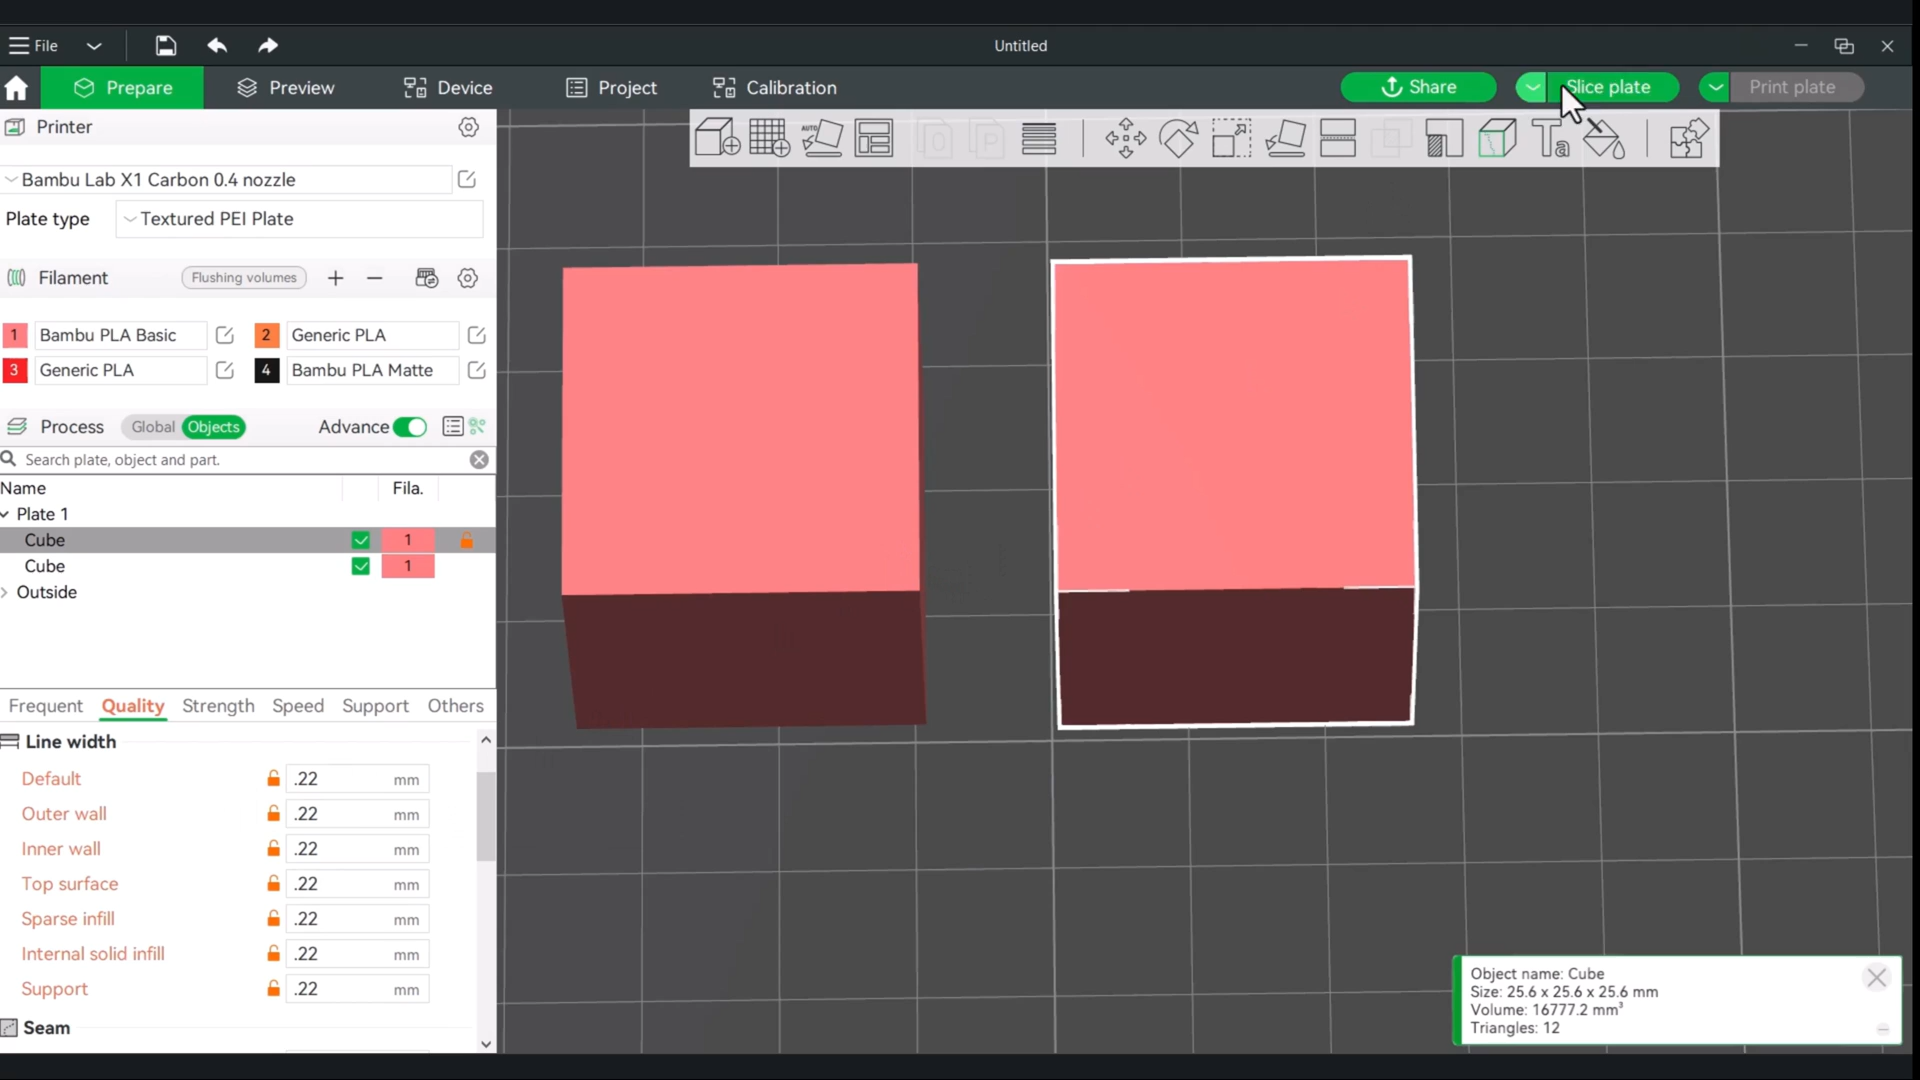 File
Untitled
Prepare
Preview
Device
Project
Calibration
Share
Slice plate
Print plate
Printer
Bambu Lab X1 Carbon 0.4 nozzle
Plate type
Textured PEI Plate
Filament
Flushing volumes
1 Bambu PLA Basic
2 Generic PLA
3 Generic PLA
4 Bambu PLA Matte
Process
Global
Objects
Advance
Search plate, object and part.
Name
Fila.
Plate 1
Cube 1
Cube 1
Outside
Frequent
Quality
Strength
Speed
Support
Others
Line width
Default .22 mm
Outer wall .22 mm
Inner wall .22 mm
Top surface .22 mm
Sparse infill .22 mm
Internal solid infill .22 mm
Support .22 mm
Seam
AUTO
O
P
Ta
Object name: Cube
Size: 25.6 x 25.6 x 25.6 mm
Volume: 16777.2 mm³
Triangles: 12